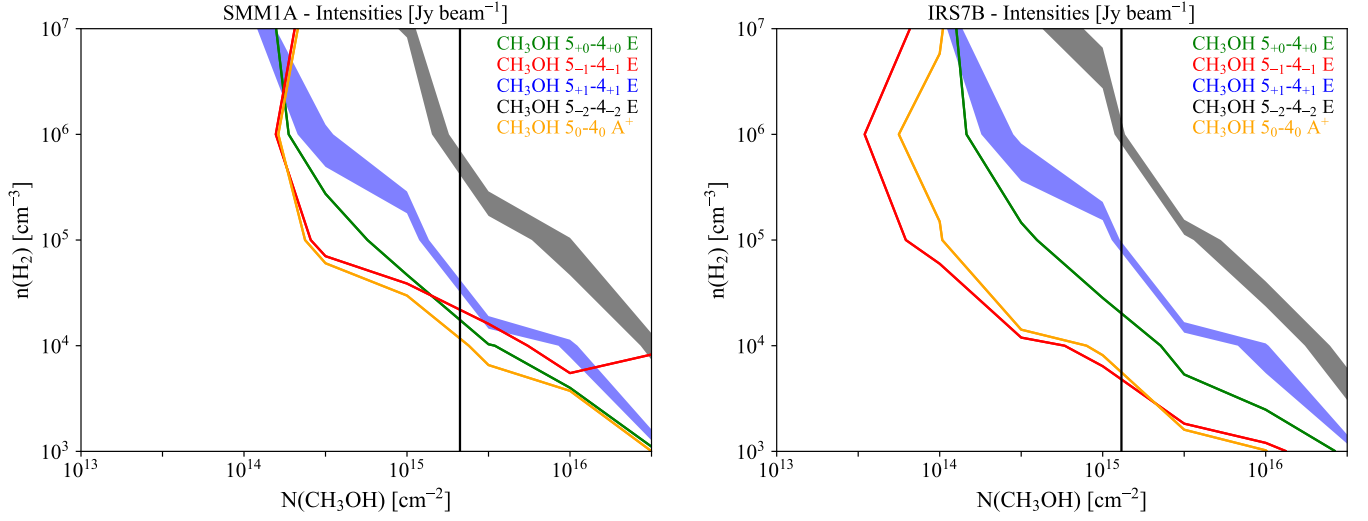 SMM1A - Intensities [Jy beam⁻¹]
CH₃OH 5₊₀-4₊₀ E
CH₃OH 5₋₁-4₋₁ E
CH₃OH 5₊₁-4₊₁ E
CH₃OH 5₋₂-4₋₂ E
CH₃OH 5₀-4₀ A⁺
n(H₂) [cm⁻³]
10⁷
10⁶
10⁵
10⁴
10³
10¹³ 10¹⁴ 10¹⁵ 10¹⁶
N(CH₃OH) [cm⁻²]
IRS7B - Intensities [Jy beam⁻¹]
CH₃OH 5₊₀-4₊₀ E
CH₃OH 5₋₁-4₋₁ E
CH₃OH 5₊₁-4₊₁ E
CH₃OH 5₋₂-4₋₂ E
CH₃OH 5₀-4₀ A⁺
n(H₂) [cm⁻³]
10⁷
10⁶
10⁵
10⁴
10³
10¹³ 10¹⁴ 10¹⁵ 10¹⁶
N(CH₃OH) [cm⁻²]